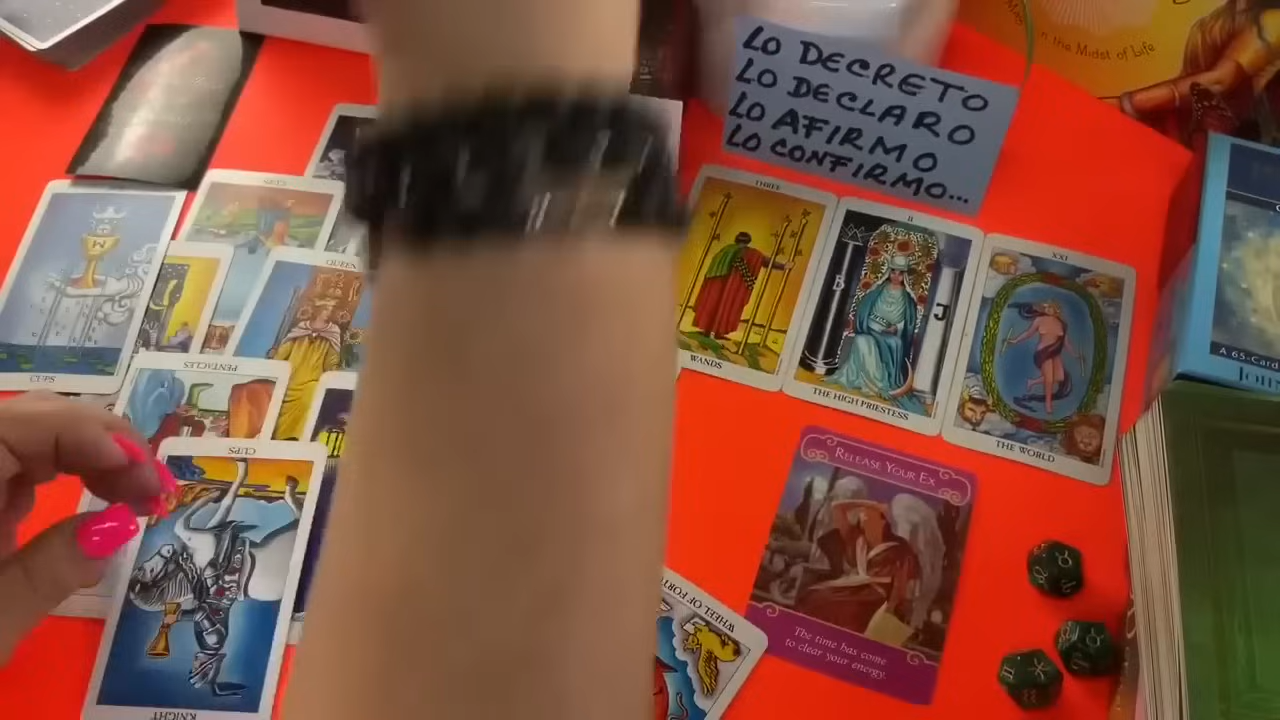 LO DECRETO
LO DECLARO
LO AFIRMO
LO CONFIRMO...
n the Midst of Life
THREE
WANDS
II
B
J
THE HIGH PRIESTESS
XXI
THE WORLD
RELEASE YOUR EX
The time has come
to clear your energy.
WHEEL OF FORT
A 65-Card
CUPS
QUEEN
CUPS
PENTACLES
CUPS
KNIGHT